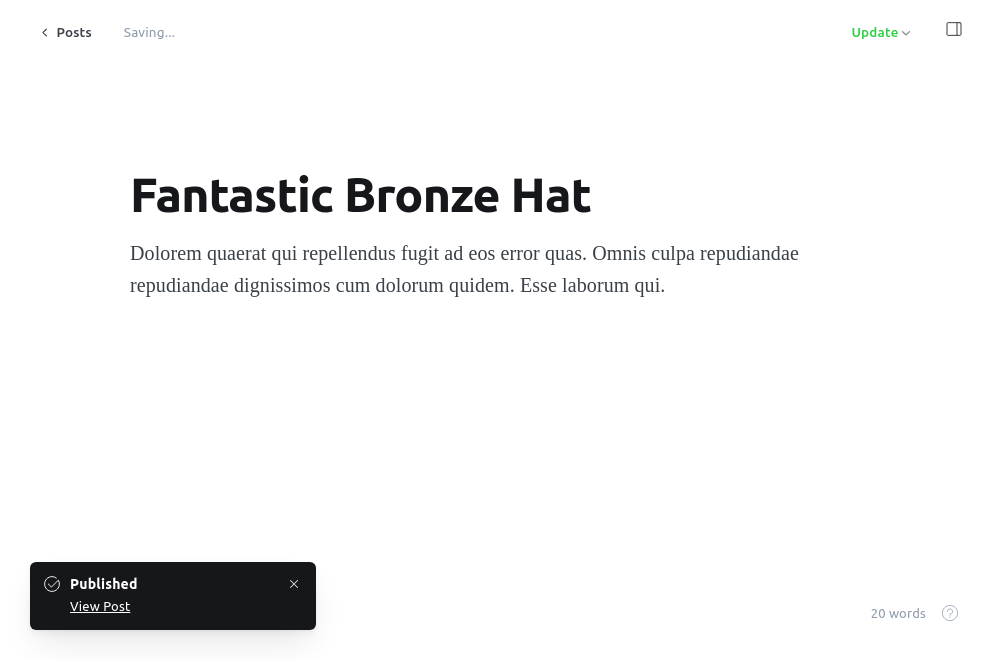 Posts
Saving...
Update
Fantastic Bronze Hat
Dolorem quaerat qui repellendus fugit ad eos error quas. Omnis culpa repudiandae
repudiandae dignissimos cum dolorum quidem. Esse laborum qui.
Published
View Post
20 words
?